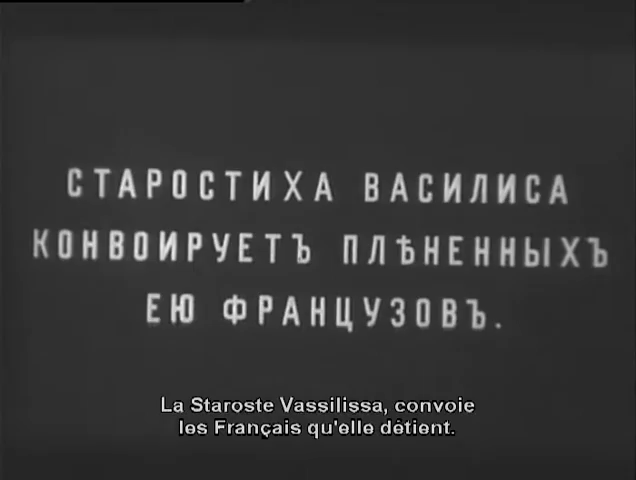 СТАРОСТИХА ВАСИЛИСА
КОНВОИРУЕТЪ ПЛѢНЕННЫХЪ
ЕЮ ФРАНЦУЗОВЪ.
La Staroste Vassilissa, convoie
les Français qu'elle détient.